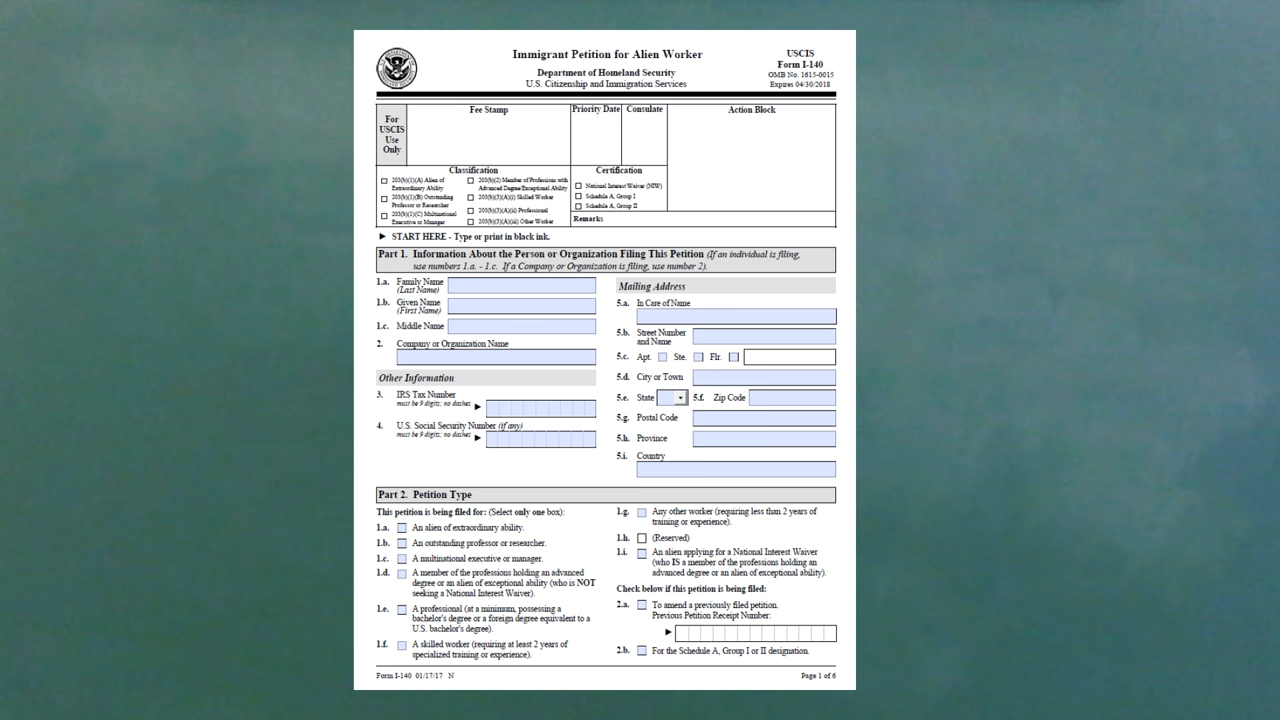 Immigrant Petition for Alien Worker
Department of Homeland Security
U.S. Citizenship and Immigration Services
USCIS
Form I-140
OMB No. 1615-0015
Expires 04/30/2018
For
USCIS
Use
Only
Fee Stamp
Priority Date
Consulate
Action Block
Classification
203(b)(1)(A) Alien of
Extraordinary Ability
203(b)(1)(B) Outstanding
Professor or Researcher
203(b)(1)(C) Multinational
Executive or Manager
203(b)(2) Member of Professions with
Advanced Degree/Exceptional Ability
203(b)(3)(A)(i) Skilled Worker
203(b)(3)(A)(ii) Professional
203(b)(3)(A)(iii) Other Worker
Certification
National Interest Waiver (NIW)
Schedule A, Group I
Schedule A, Group II
Remarks
► START HERE - Type or print in black ink.
Part 1. Information About the Person or Organization Filing This Petition (If an individual is filing,
use numbers 1.a. - 1.c. If a Company or Organization is filing, use number 2).
1.a. Family Name
(Last Name)
1.b. Given Name
(First Name)
1.c. Middle Name
2. Company or Organization Name
Other Information
3. IRS Tax Number
must be 9 digits; no dashes ►
4. U.S. Social Security Number (if any)
must be 9 digits; no dashes ►
Mailing Address
5.a. In Care of Name
5.b. Street Number
and Name
5.c. Apt. Ste. Flr.
5.d. City or Town
5.e. State 5.f. Zip Code
5.g. Postal Code
5.h. Province
5.i. Country
Part 2. Petition Type
This petition is being filed for: (Select only one box):
1.a. An alien of extraordinary ability.
1.b. An outstanding professor or researcher.
1.c. A multinational executive or manager.
1.d. A member of the professions holding an advanced
degree or an alien of exceptional ability (who is NOT
seeking a National Interest Waiver).
1.e. A professional (at a minimum, possessing a
bachelor's degree or a foreign degree equivalent to a
U.S. bachelor's degree).
1.f. A skilled worker (requiring at least 2 years of
specialized training or experience).
1.g. Any other worker (requiring less than 2 years of
training or experience).
1.h. (Reserved)
1.i. An alien applying for a National Interest Waiver
(who IS a member of the professions holding an
advanced degree or an alien of exceptional ability).
Check below if this petition is being filed:
2.a. To amend a previously filed petition.
Previous Petition Receipt Number:
►
2.b. For the Schedule A, Group I or II designation.
Form I-140 01/17/17 N
Page 1 of 6